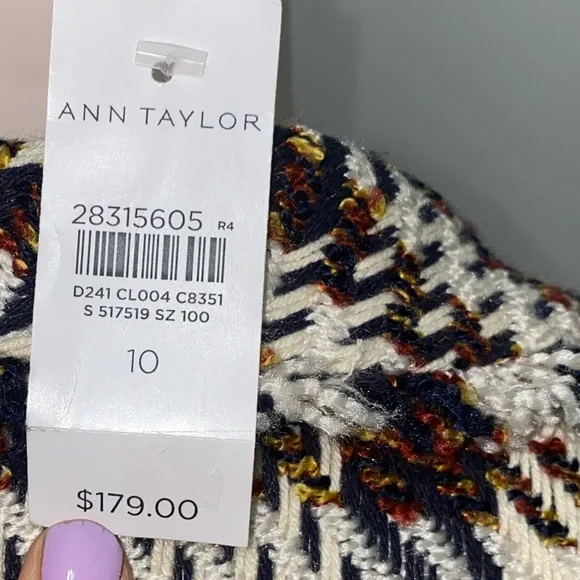 ANN TAYLOR
28315605 R4
D241 CL004 C8351
S 517519 SZ 100
10
$179.00